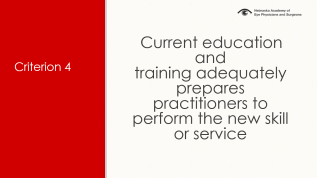 Nebraska Academy of
Eye Physicians and Surgeons
Criterion 4
Current education
and
training adequately
prepares
practitioners to
perform the new skill
or service